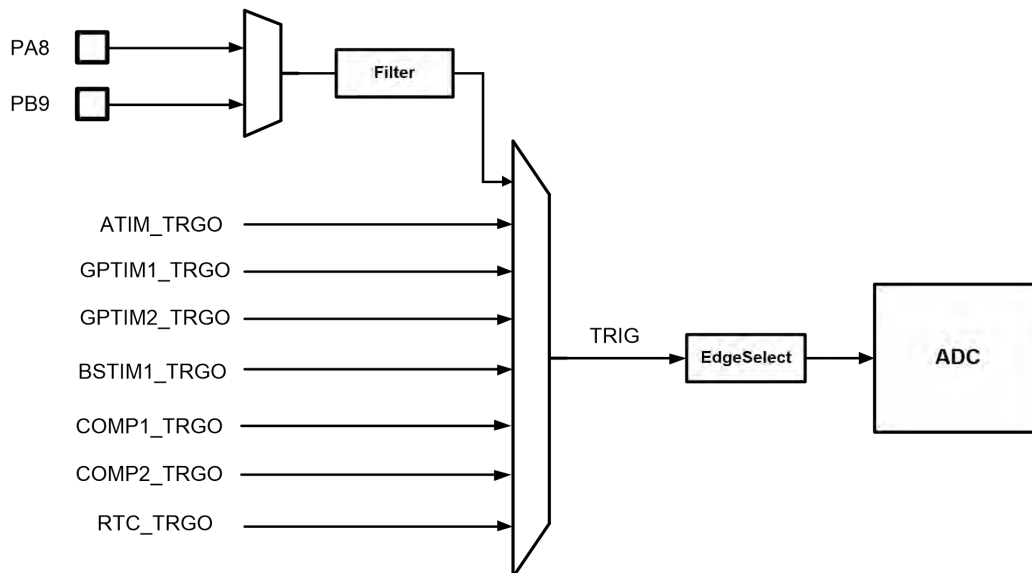 PA8
Filter
PB9
ATIM_TRGO
GPTIM1_TRGO
GPTIM2_TRGO
TRIG
EdgeSelect
ADC
BSTIM1_TRGO
COMP1_TRGO
COMP2_TRGO
RTC_TRGO